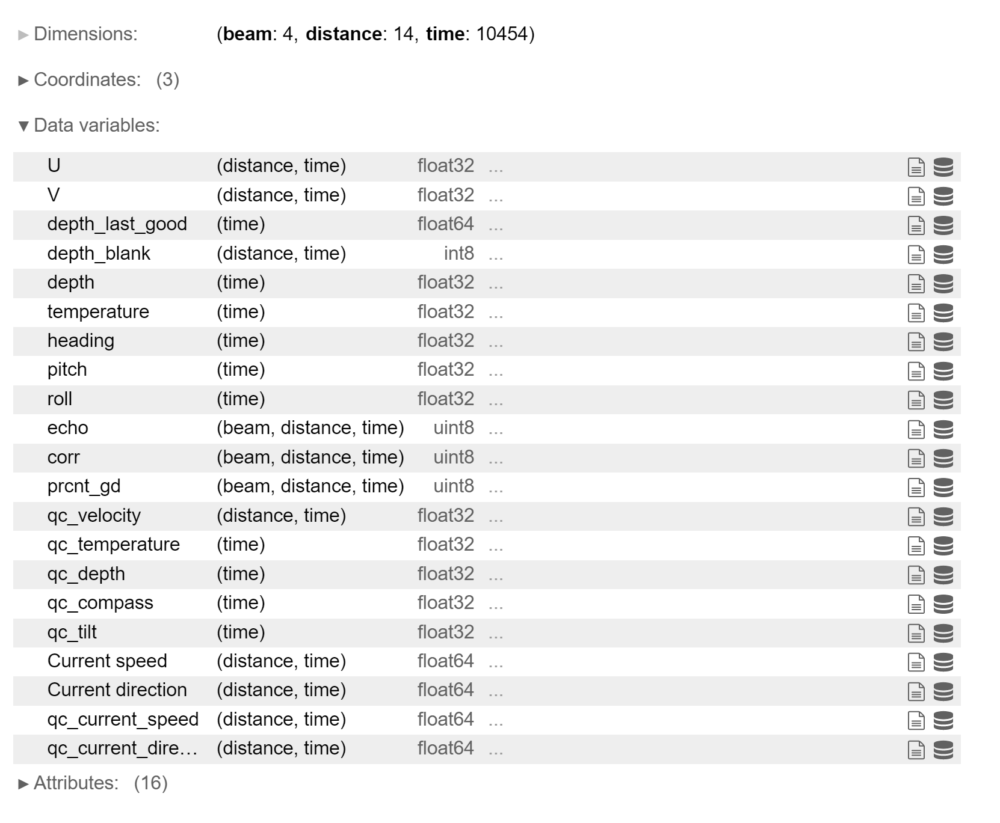 ► Dimensions: (beam: 4, distance: 14, time: 10454)
► Coordinates: (3)
▼ Data variables:
U (distance, time) float32 ...
V (distance, time) float32 ...
depth_last_good (time) float64 ...
depth_blank (distance, time) int8 ...
depth (time) float32 ...
temperature (time) float32 ...
heading (time) float32 ...
pitch (time) float32 ...
roll (time) float32 ...
echo (beam, distance, time) uint8 ...
corr (beam, distance, time) uint8 ...
prcnt_gd (beam, distance, time) uint8 ...
qc_velocity (distance, time) float32 ...
qc_temperature (time) float32 ...
qc_depth (time) float32 ...
qc_compass (time) float32 ...
qc_tilt (time) float32 ...
Current speed (distance, time) float64 ...
Current direction (distance, time) float64 ...
qc_current_speed (distance, time) float64 ...
qc_current_dire… (distance, time) float64 ...
► Attributes: (16)